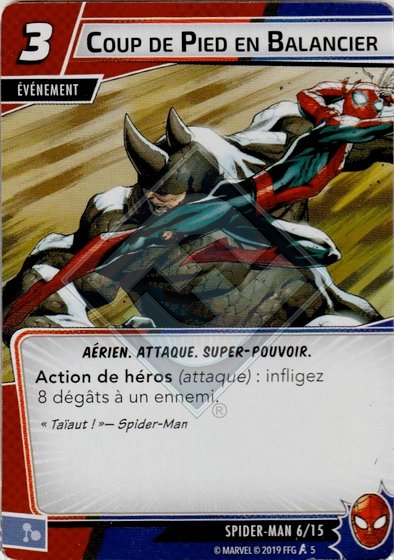 3
COUP DE PIED EN BALANCIER
ÉVÉNEMENT
AÉRIEN. ATTAQUE. SUPER-POUVOIR.
Action de héros (attaque) : infligez
8 dégâts à un ennemi.
« Taïaut ! »— Spider-Man
®
SPIDER-MAN 6/15
© MARVEL © 2019 FFG 5